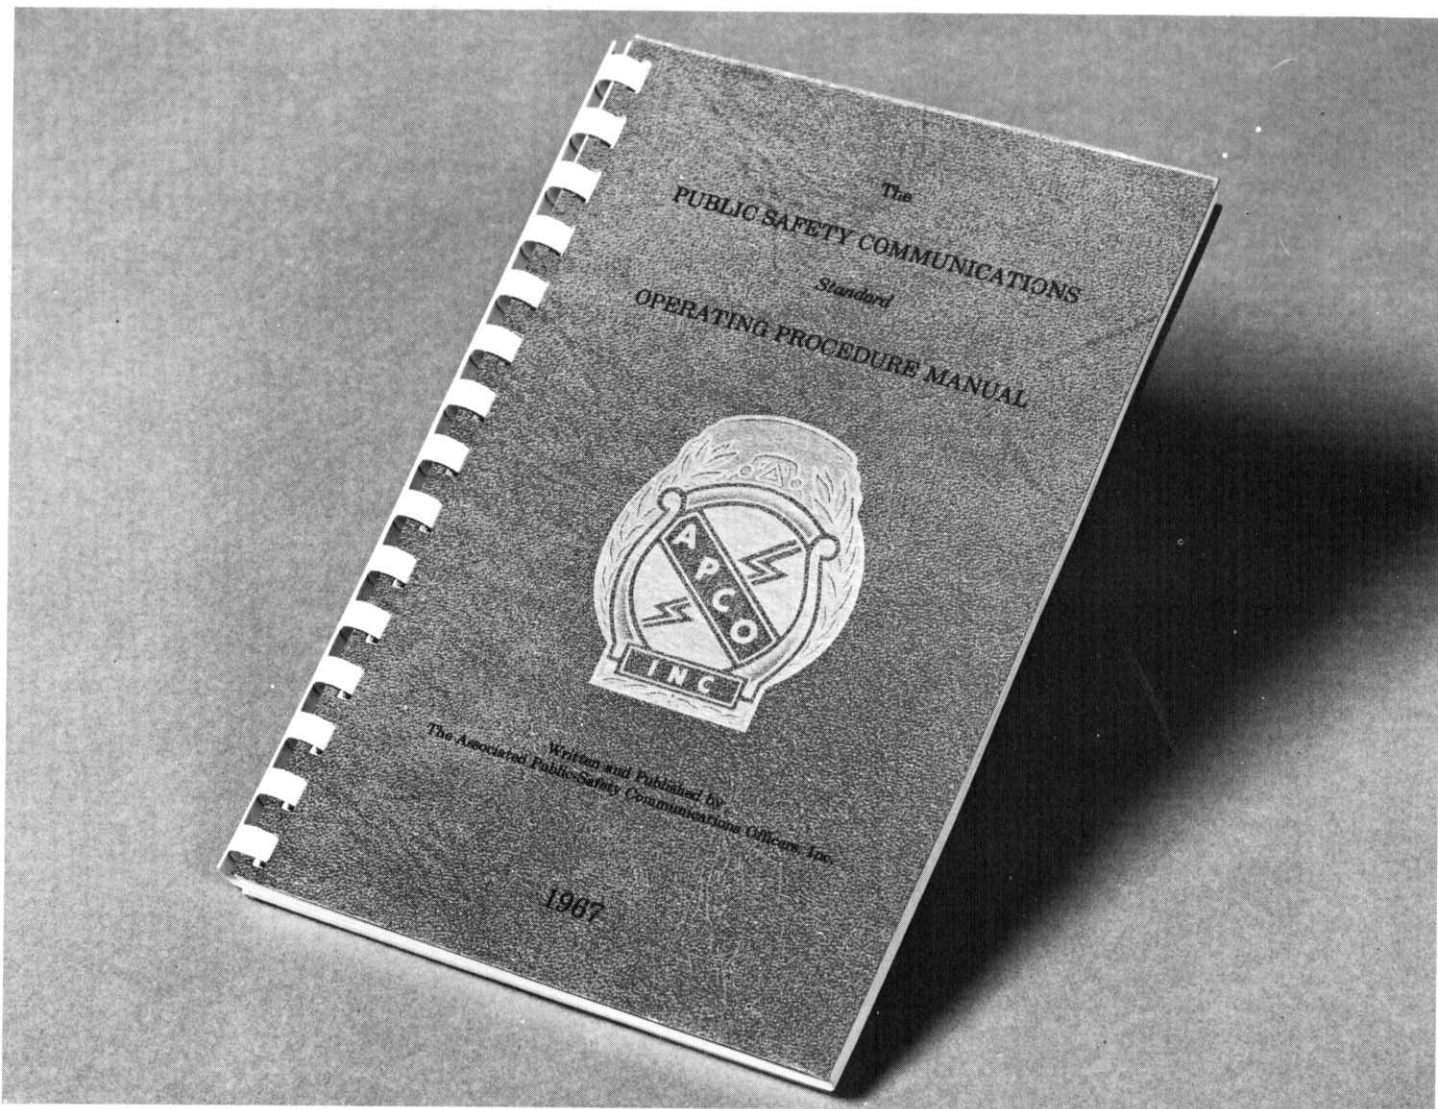 The
PUBLIC SAFETY COMMUNICATIONS
Standard
OPERATING PROCEDURE MANUAL
APCO
INC
Written and Published by
The Associated Public-Safety Communications Officers, Inc.
1967